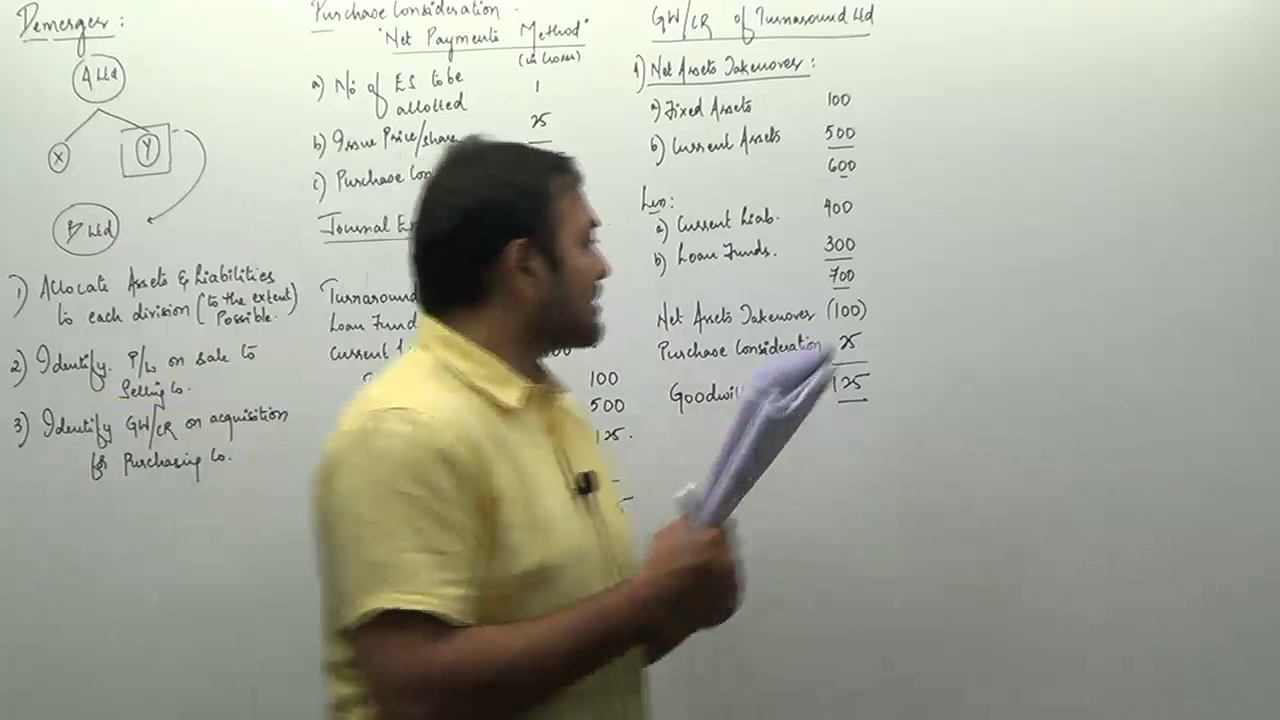 Demerger :
A Ltd
X
Y
B Ltd
1) Allocate Assets & Liabilities
to each division (to the extent
Possible.)
2) Identify P/L on sale to
Selling Co.
3) Identify GW/CR on acquisition
for Purchasing Co.
Purchase Consideration
"Net Payments Method"
(in crores)
a) No of ES to be
allotted 1
b) Issue Price/share 25
c) Purchase Con
Journal E
Turnaround
Loan Fund
Current
100
500
125.
GW/CR of Turnaround Ltd
1) Net Assets Takenover :
a) Fixed Assets 100
b) Current Assets 500
600
Less:
a) Current Liab. 400
b) Loan Funds. 300
700
Net Assets Takenover (100)
Purchase Consideration 25
Goodwil 125